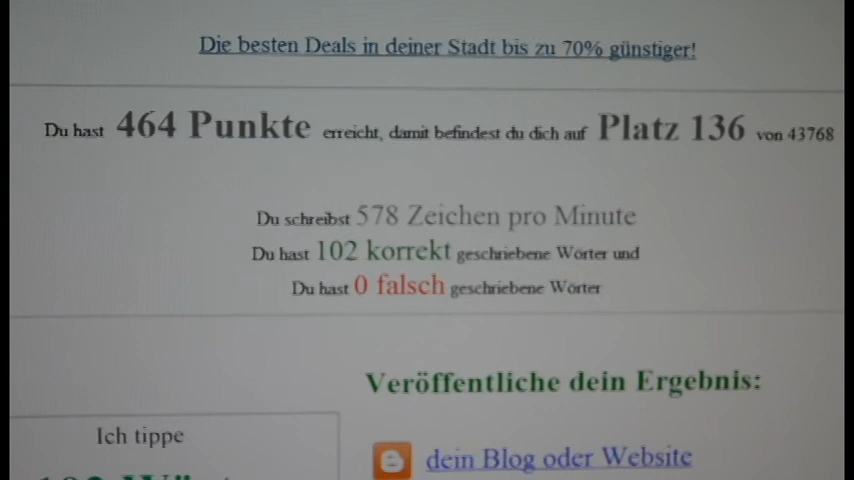 Die besten Deals in deiner Stadt bis zu 70% günstiger!
Du hast 464 Punkte erreicht, damit befindest du dich auf Platz 136 von 43768
Du schreibst 578 Zeichen pro Minute
Du hast 102 korrekt geschriebene Wörter und
Du hast 0 falsch geschriebene Wörter
Veröffentliche dein Ergebnis:
Ich tippe
dein Blog oder Website